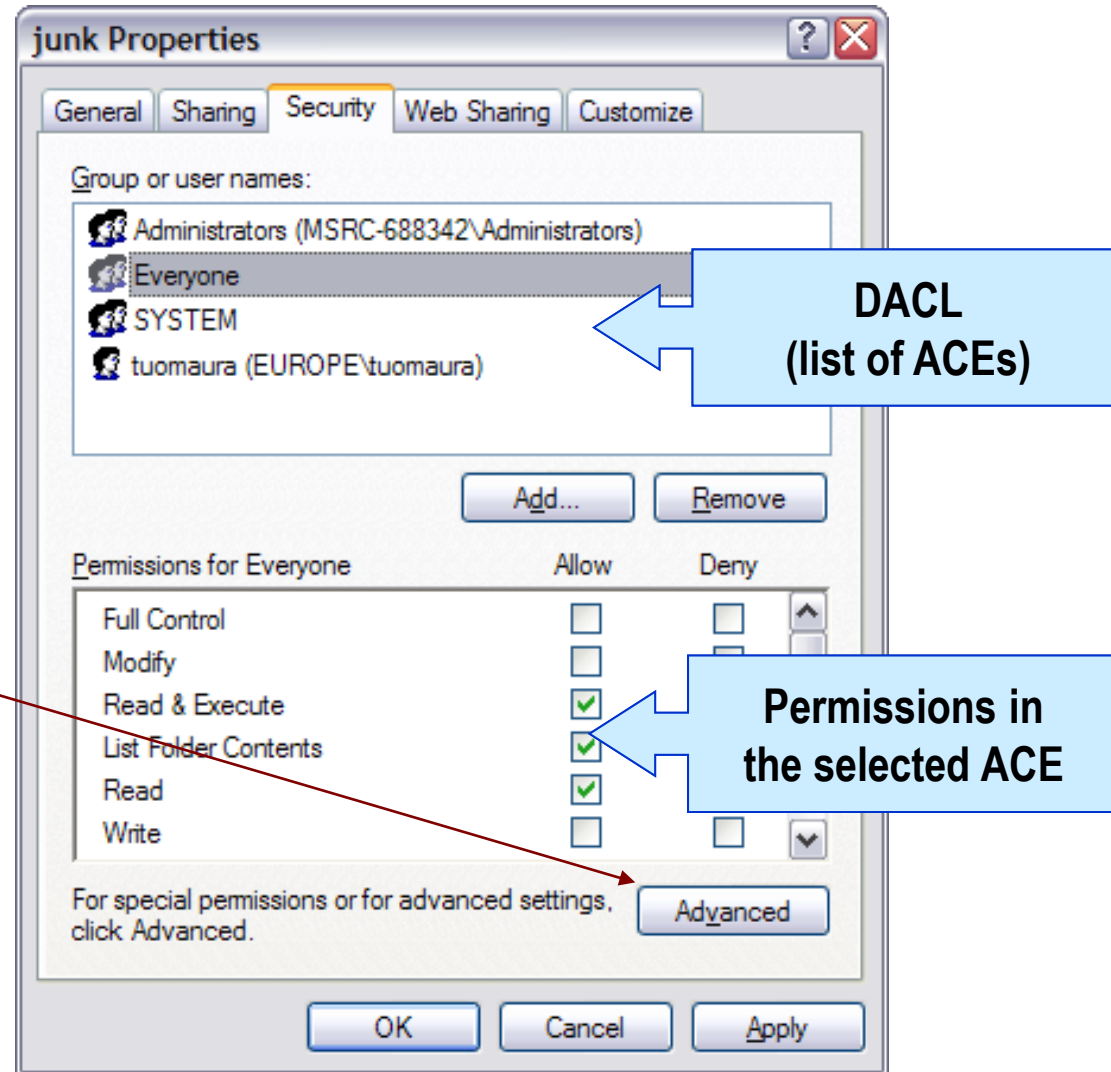 junk Properties
General Sharing Security Web Sharing Customize
Group or user names:
Administrators (MSRC-688342\Administrators)
Everyone
SYSTEM
tuomaura (EUROPE\tuomaura)
DACL
(list of ACEs)
Add... Remove
Permissions for Everyone Allow Deny
Full Control
Modify
Read & Execute
List Folder Contents
Read
Write
Permissions in
the selected ACE
For special permissions or for advanced settings,
click Advanced.
Advanced
OK Cancel Apply